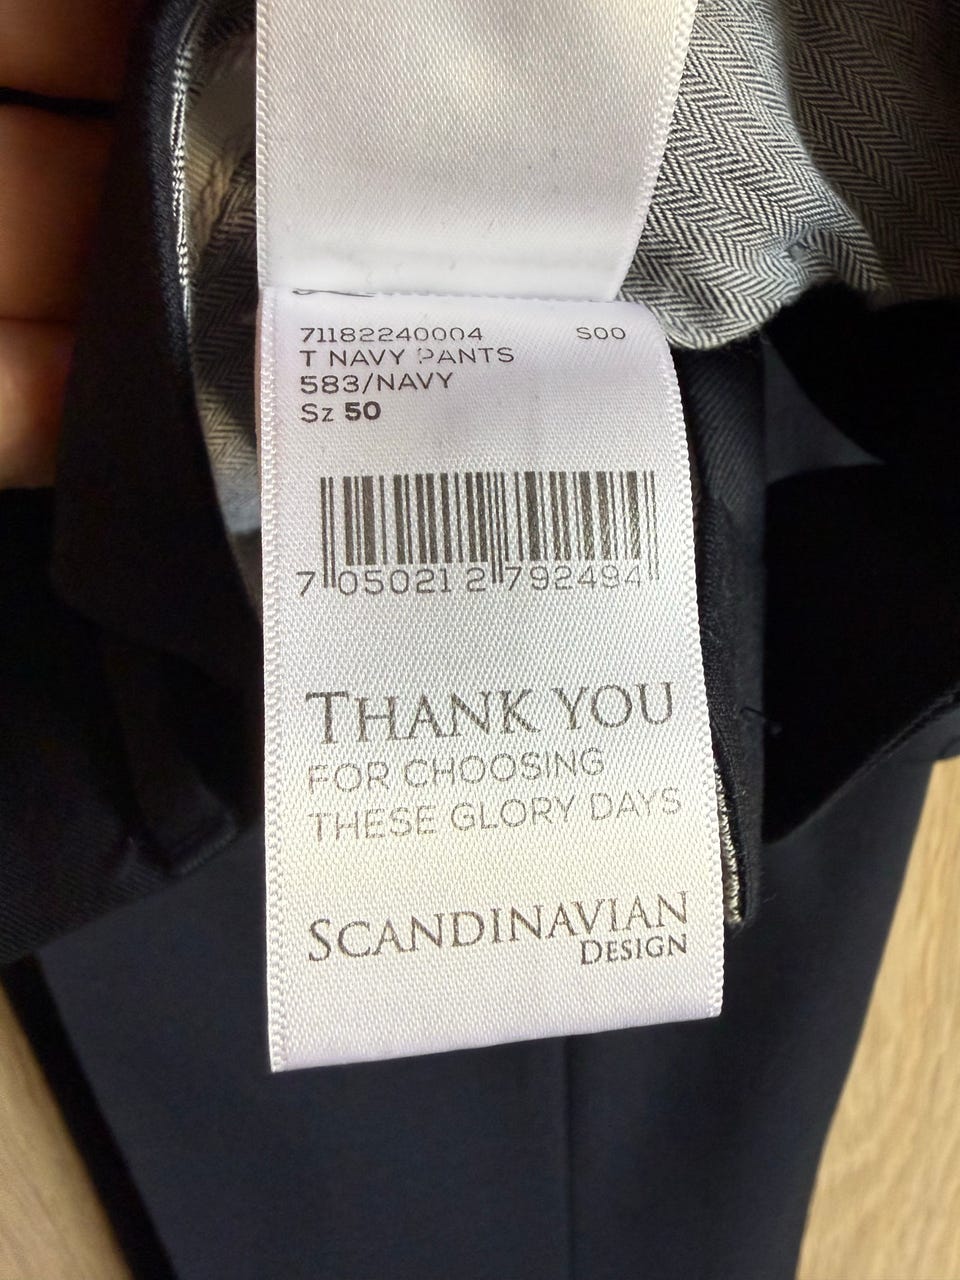 71182240004 S00
T NAVY PANTS
583/NAVY
Sz 50
7 050212 792494
THANK YOU
FOR CHOOSING
THESE GLORY DAYS
SCANDINAVIAN
DESIGN